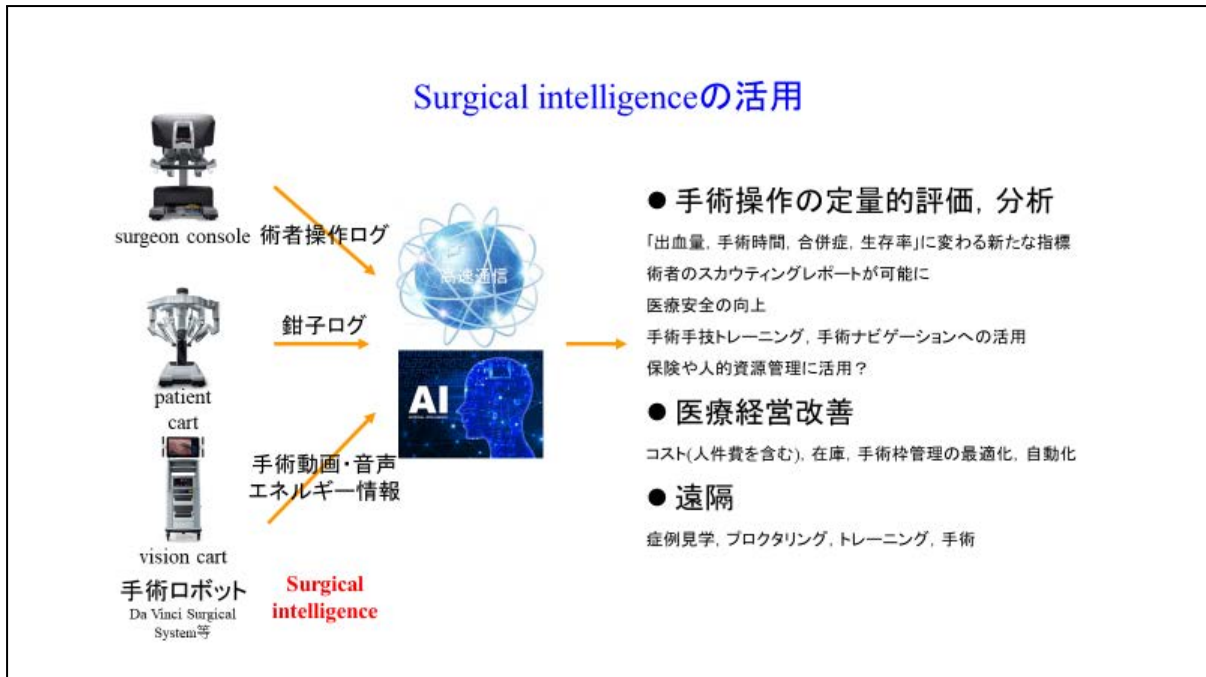 Surgical intelligenceの活用
surgeon console
術者操作ログ
patient
cart
鉗子ログ
vision cart
手術動画・音声
エネルギー情報
手術ロボット
Da Vinci Surgical
System等
Surgical
intelligence
高速通信
AI
● 手術操作の定量的評価, 分析
「出血量, 手術時間, 合併症, 生存率」に変わる新たな指標
術者のスカウティングレポートが可能に
医療安全の向上
手術手技トレーニング, 手術ナビゲーションへの活用
保険や人的資源管理に活用？
● 医療経営改善
コスト(人件費を含む), 在庫, 手術枠管理の最適化, 自動化
● 遠隔
症例見学, プロクタリング, トレーニング, 手術